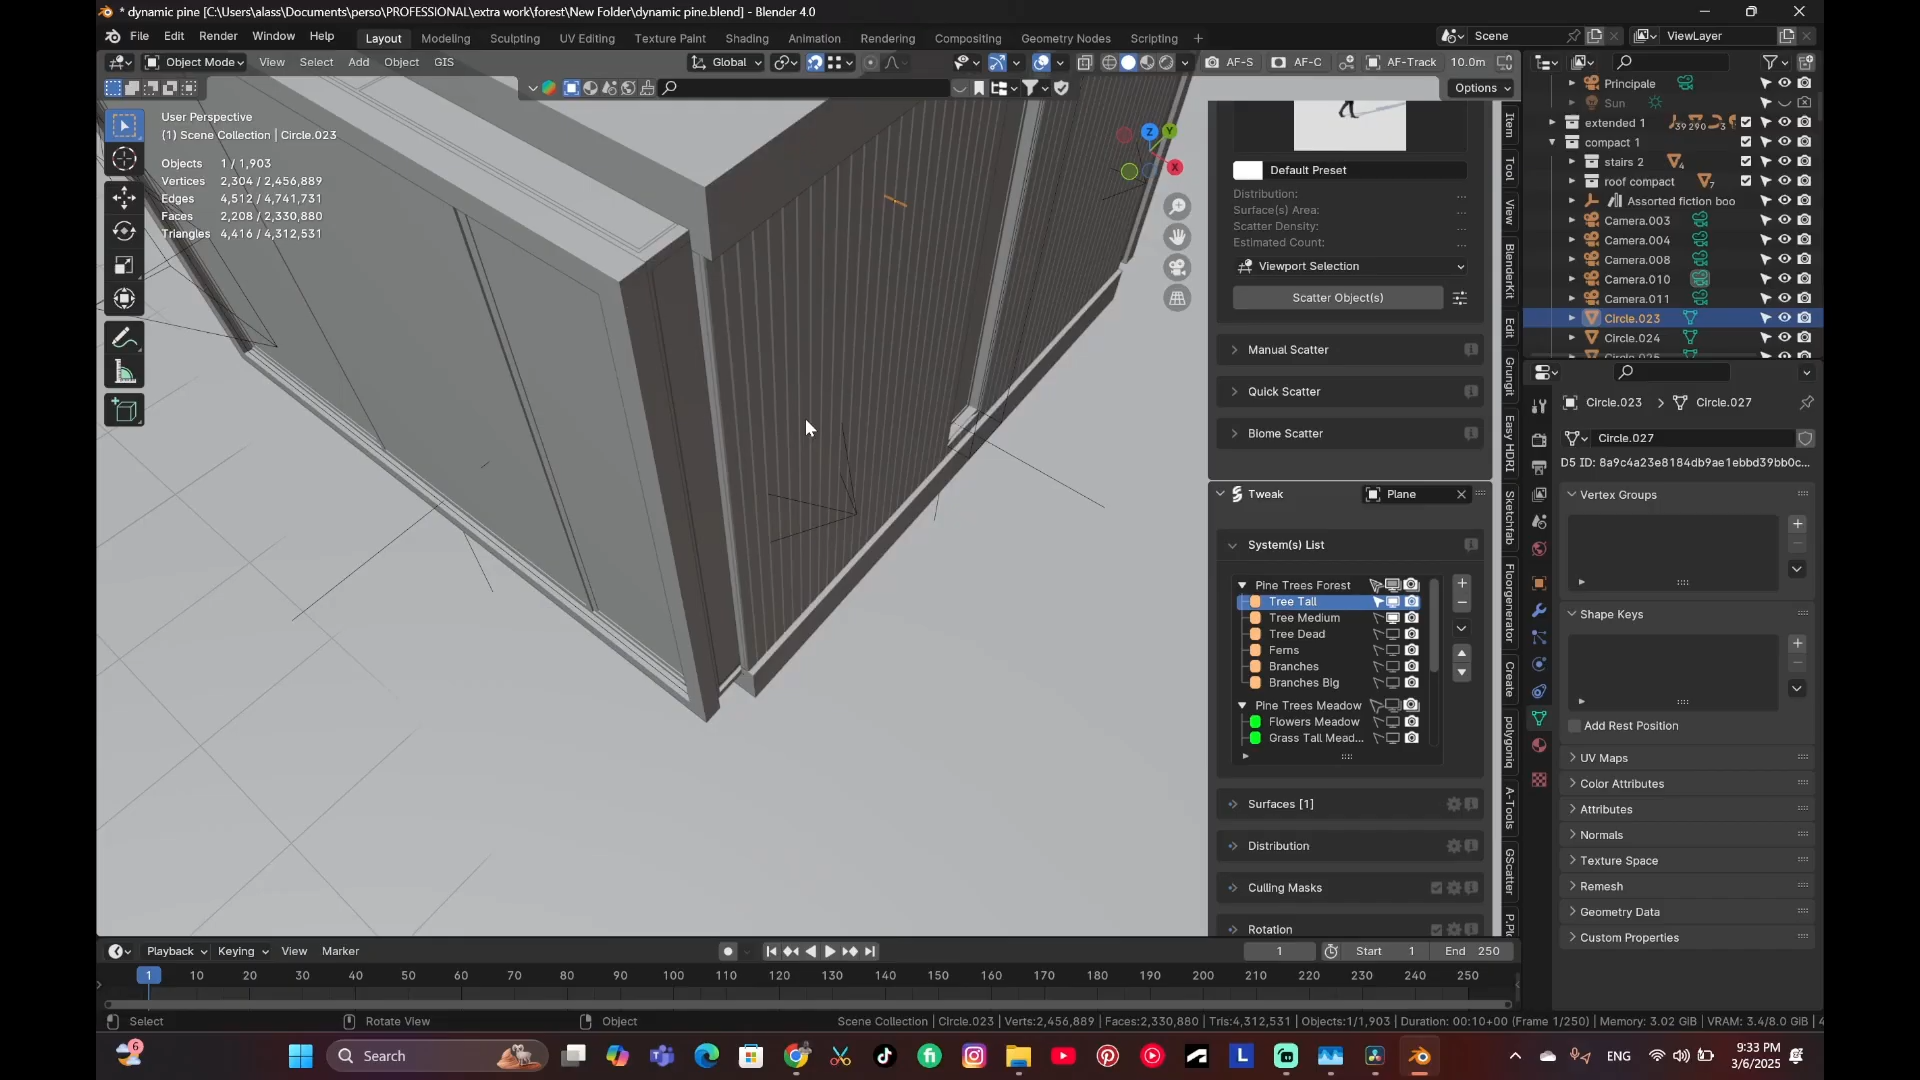 * dynamic pine [C:\Users\alass\Documents\perso\PROFESSIONAL\extra work\forest\New Folder\dynamic pine.blend] - Blender 4.0
File Edit Render Window Help Layout Modeling Sculpting UV Editing Texture Paint Shading Animation Rendering Compositing Geometry Nodes Scripting + Scene ViewLayer
Object Mode View Select Add Object GIS Global AF-S AF-C AF-Track 10.0m
Options
User Perspective
(1) Scene Collection | Circle.023
Objects 1 / 1,903
Vertices 2,304 / 2,456,889
Edges 4,512 / 4,741,731
Faces 2,208 / 2,330,880
Triangles 4,416 / 4,312,531
Z
Y
X
Default Preset
Distribution: ...
Surface(s) Area: ...
Scatter Density: ...
Estimated Count: ...
Viewport Selection
Scatter Object(s)
Manual Scatter
Quick Scatter
Biome Scatter
Tweak Plane
System(s) List
Pine Trees Forest
Tree Tall
Tree Medium
Tree Dead
Ferns
Branches
Branches Big
Pine Trees Meadow
Flowers Meadow
Grass Tall Mead...
Surfaces [1]
Distribution
Culling Masks
Rotation
Item
Tool
View
BlenderKit
Edit
Grungit
Easy HDRI
Sketchfab
Floorgenerator
Create
polygoniq
A-Tools
GScatter
Principale
Sun
extended 1
compact 1
stairs 2
roof compact
Assorted fiction boo
Camera.003
Camera.004
Camera.008
Camera.010
Camera.011
Circle.023
Circle.024
Circle.023 > Circle.027
Circle.027
D5 ID: 8a9c4a23e8184db9ae1ebbd39bb0c...
Vertex Groups
Shape Keys
Add Rest Position
UV Maps
Color Attributes
Attributes
Normals
Texture Space
Remesh
Geometry Data
Custom Properties
Playback Keying View Marker 1 Start 1 End 250
1 10 20 30 40 50 60 70 80 90 100 110 120 130 140 150 160 170 180 190 200 210 220 230 240 250
Select Rotate View Object Scene Collection | Circle.023 | Verts:2,456,889 | Faces:2,330,880 | Tris:4,312,531 | Objects:1/1,903 | Duration: 00:10+00 (Frame 1/250) | Memory: 3.02 GiB | VRAM: 3.4/8.0 GiB | 4
6
Search
ENG
9:33 PM
3/6/2025